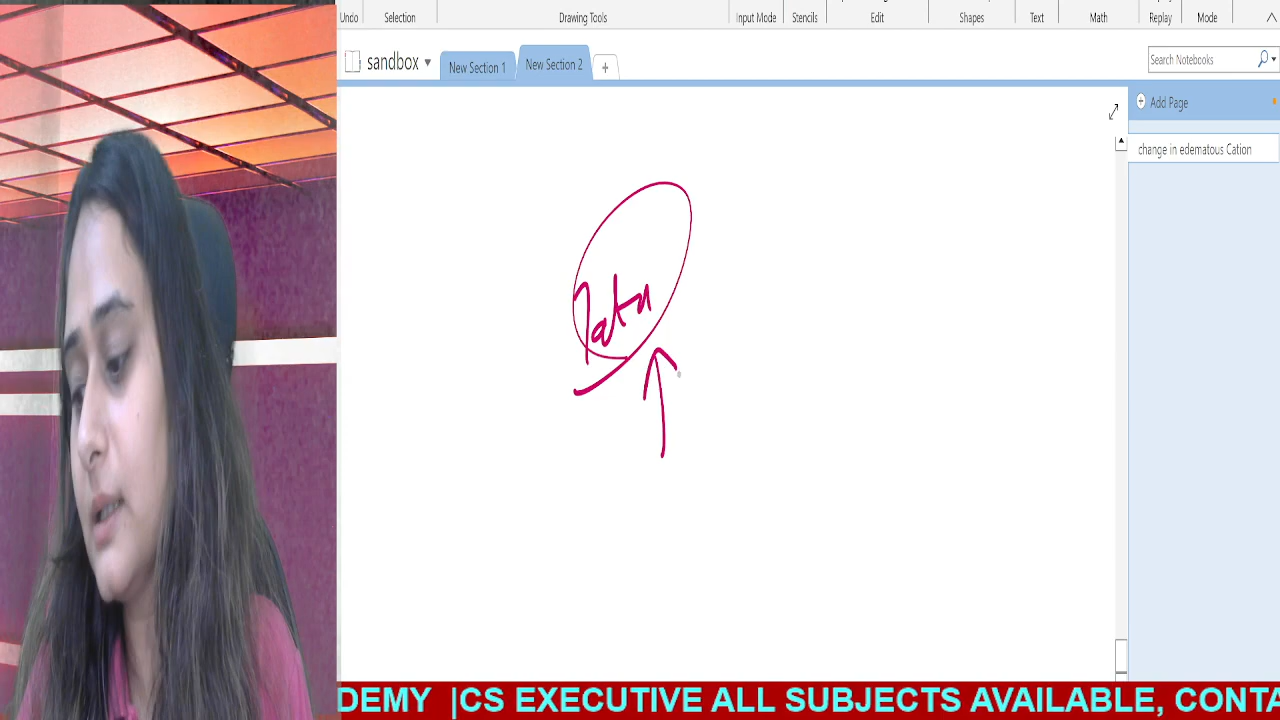 Undo Selection Drawing Tools Input Mode Stencils Edit Shapes Text Math Replay Mode
sandbox New Section 1 New Section 2 + Search Notebooks
Add Page
change in edematous Cation
DEMY |CS EXECUTIVE ALL SUBJECTS AVAILABLE, CONTA